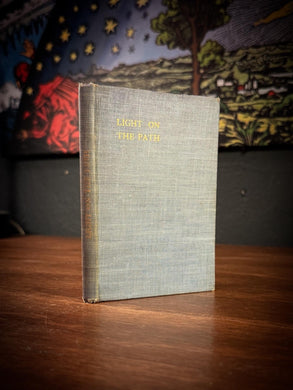 LIGHT ON
THE PATH